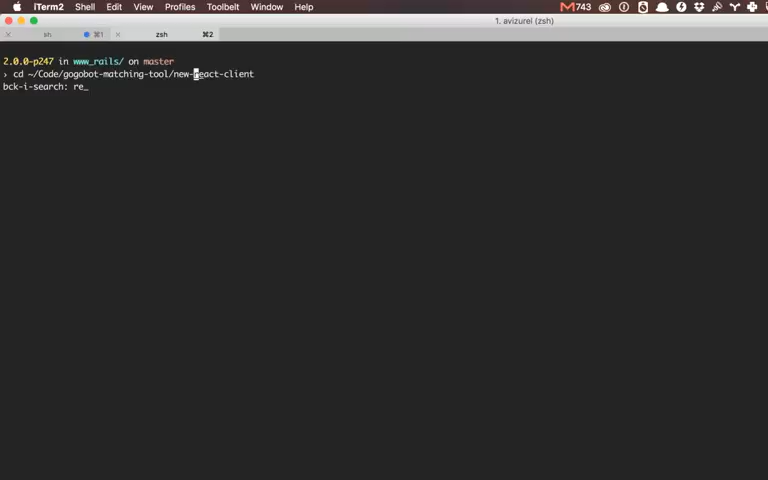 iTerm2 Shell Edit View Profiles Toolbelt Window Help 743
1. avizurel (zsh)
sh ⌘1 zsh ⌘2
2.0.0-p247 in www_rails/ on master
› cd ~/Code/gogobot-matching-tool/new-react-client
bck-i-search: re_